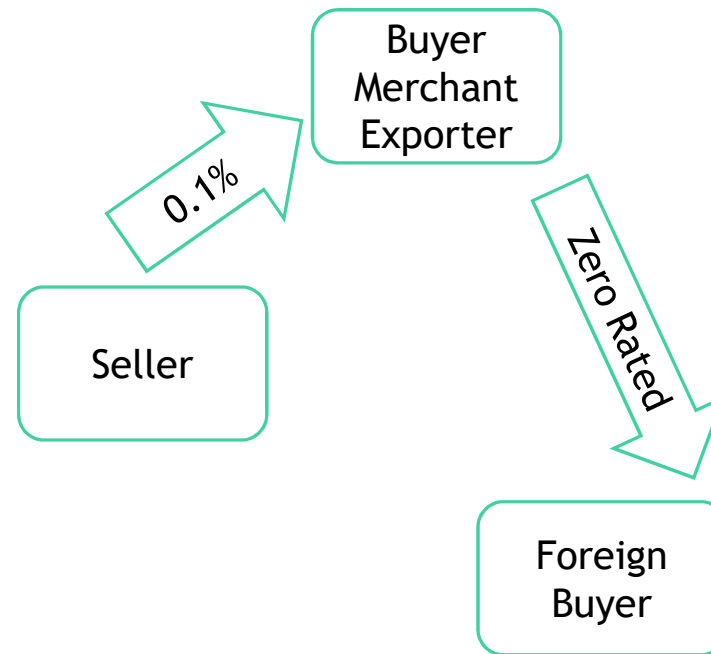 Buyer
Merchant
Exporter
0.1%
Zero Rated
Seller
Foreign
Buyer